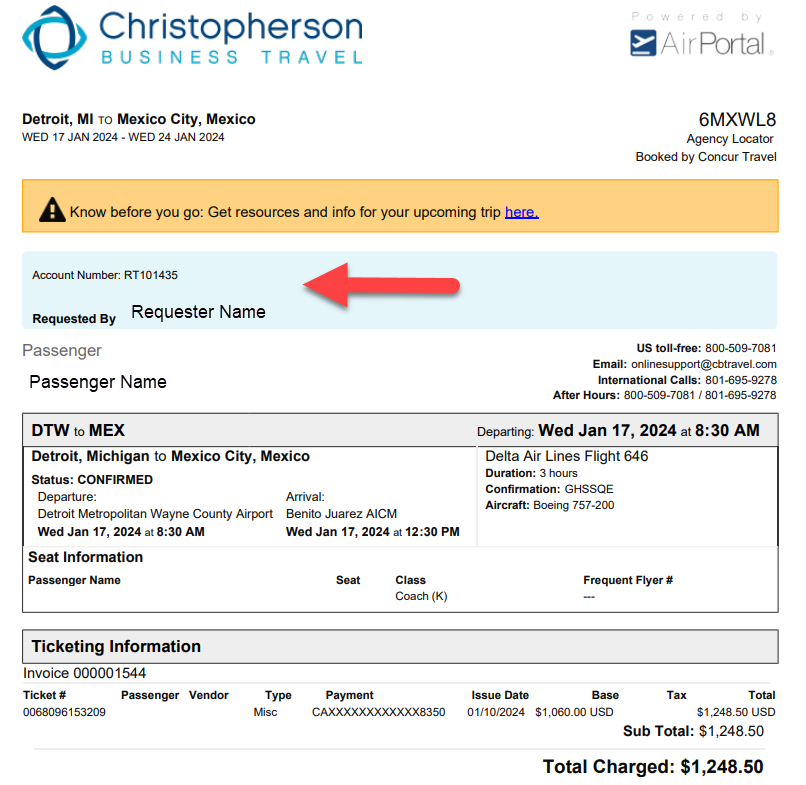 Christopherson
BUSINESS TRAVEL
Powered by
AirPortal
Detroit, MI TO Mexico City, Mexico
WED 17 JAN 2024 - WED 24 JAN 2024
6MXWL8
Agency Locator
Booked by Concur Travel
Know before you go: Get resources and info for your upcoming trip here.
Account Number: RT101435
Requested By Requester Name
Passenger
Passenger Name
US toll-free: 800-509-7081
Email: onlinesupport@cbtravel.com
International Calls: 801-695-9278
After Hours: 800-509-7081 / 801-695-9278
DTW to MEX
Departing: Wed Jan 17, 2024 at 8:30 AM
Detroit, Michigan to Mexico City, Mexico
Status: CONFIRMED
Departure: Arrival:
Detroit Metropolitan Wayne County Airport Benito Juarez AICM
Wed Jan 17, 2024 at 8:30 AM Wed Jan 17, 2024 at 12:30 PM
Delta Air Lines Flight 646
Duration: 3 hours
Confirmation: GHSSQE
Aircraft: Boeing 757-200
Seat Information
Passenger Name Seat Class Frequent Flyer #
Coach (K) ---
Ticketing Information
Invoice 000001544
Ticket # Passenger Vendor Type Payment Issue Date Base Tax Total
0068096153209 Misc CAXXXXXXXXXXXX8350 01/10/2024 $1,060.00 USD $1,248.50 USD
Sub Total: $1,248.50
Total Charged: $1,248.50